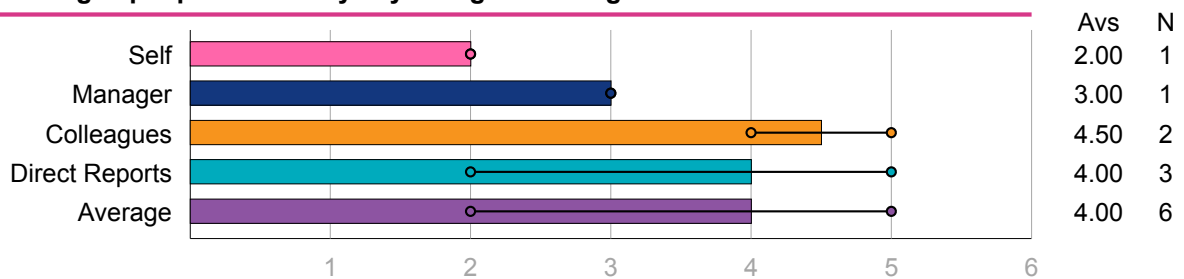 Avs N
Self 2.00 1
Manager 3.00 1
Colleagues 4.50 2
Direct Reports 4.00 3
Average 4.00 6
1 2 3 4 5 6